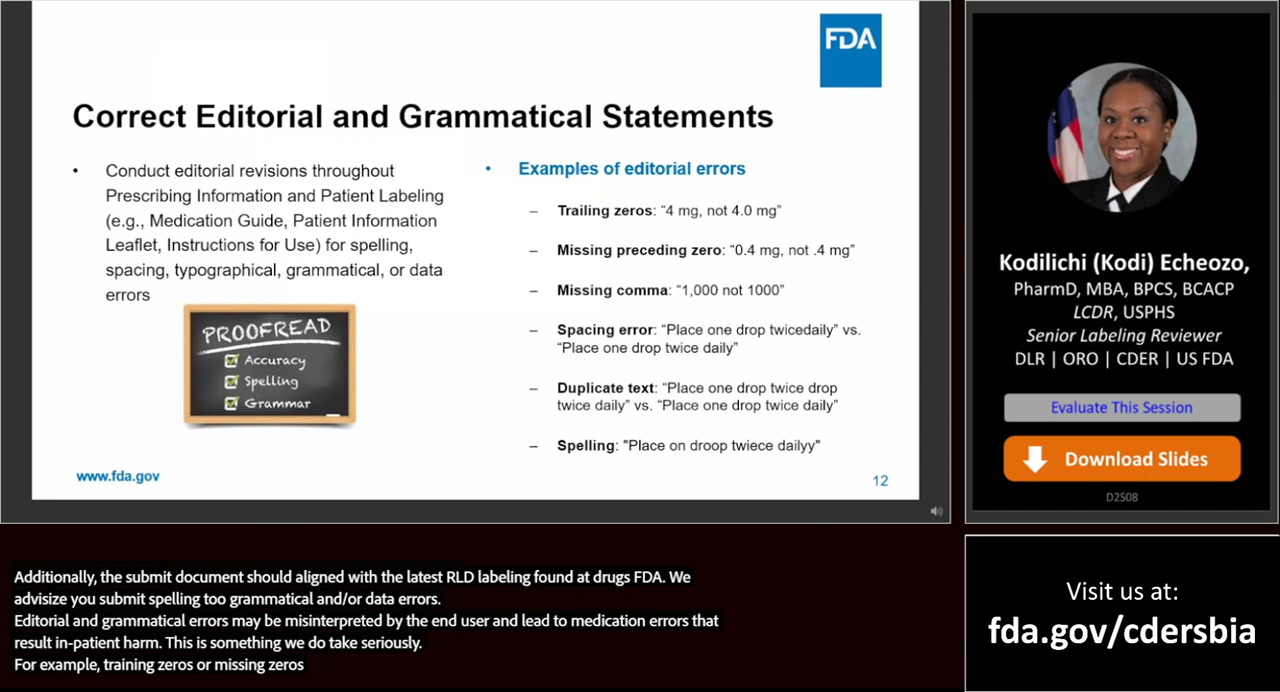 FDA
Correct Editorial and Grammatical Statements
• Conduct editorial revisions throughout
Prescribing Information and Patient Labeling
(e.g., Medication Guide, Patient Information
Leaflet, Instructions for Use) for spelling,
spacing, typographical, grammatical, or data
errors
PROOFREAD
Accuracy
Spelling
Grammar
• Examples of editorial errors
– Trailing zeros: “4 mg, not 4.0 mg”
– Missing preceding zero: “0.4 mg, not .4 mg”
– Missing comma: “1,000 not 1000”
– Spacing error: “Place one drop twicedaily” vs.
“Place one drop twice daily”
– Duplicate text: “Place one drop twice drop
twice daily” vs. “Place one drop twice daily”
– Spelling: "Place on droop twiece dailyy"
www.fda.gov
12
Kodilichi (Kodi) Echeozo,
PharmD, MBA, BPCS, BCACP
LCDR, USPHS
Senior Labeling Reviewer
DLR | ORO | CDER | US FDA
Evaluate This Session
Download Slides
D2S08
Additionally, the submit document should aligned with the latest RLD labeling found at drugs FDA. We
advisize you submit spelling too grammatical and/or data errors.
Editorial and grammatical errors may be misinterpreted by the end user and lead to medication errors that
result in-patient harm. This is something we do take seriously.
For example, training zeros or missing zeros
Visit us at:
fda.gov/cdersbia